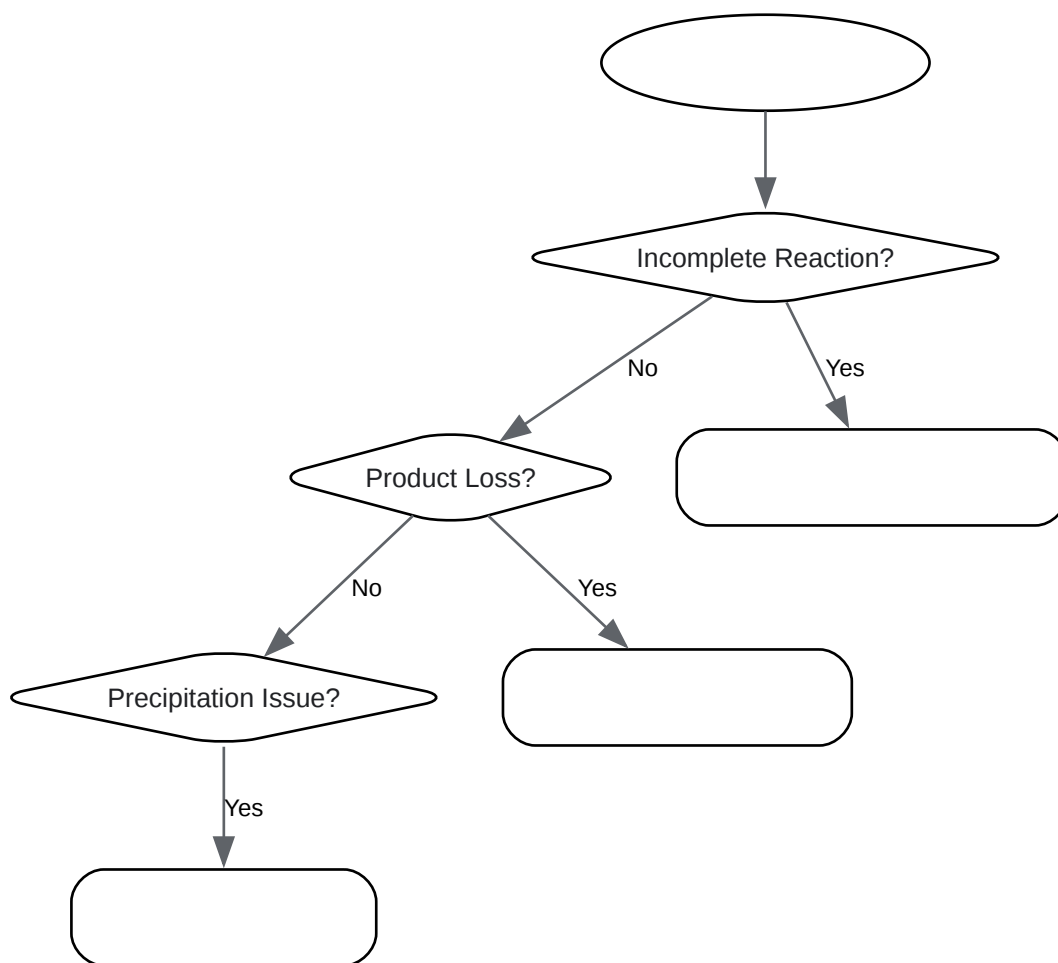 Incomplete Reaction?
No
Yes
Product Loss?
No
Yes
Precipitation Issue?
Yes